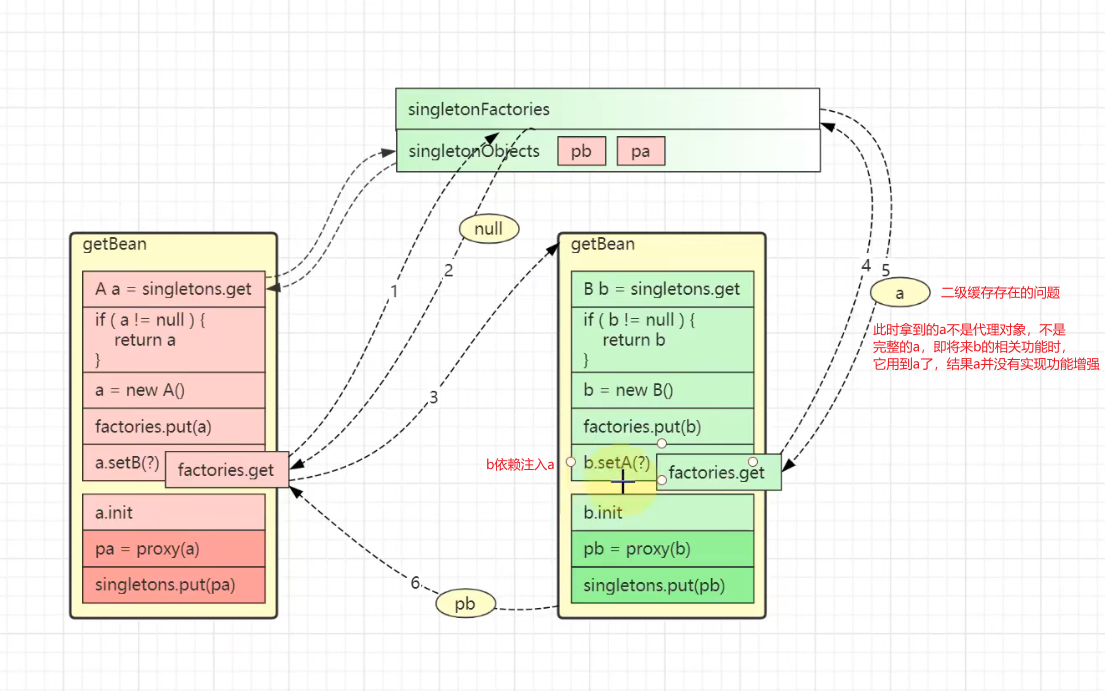 singletonFactories
singletonObjects pb pa
null
getBean
A a = singletons.get
if ( a != null ) {
return a
}
a = new A()
factories.put(a)
a.setB(?)
factories.get
a.init
pa = proxy(a)
singletons.put(pa)
1
2
3
getBean
B b = singletons.get
if ( b != null ) {
return b
}
b = new B()
factories.put(b)
b依赖注入a
b.setA(?)
factories.get
b.init
pb = proxy(b)
singletons.put(pb)
4
5
a
二级缓存存在的问题
此时拿到的a不是代理对象，不是
完整的a，即将来b的相关功能时，
它用到a了，结果a并没有实现功能增强
6
pb